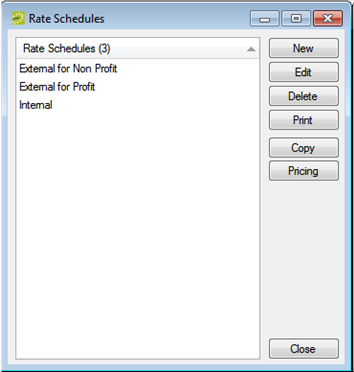 Rate Schedules
Rate Schedules (3)
External for Non Profit
External for Profit
Internal
New
Edit
Delete
Print
Copy
Pricing
Close